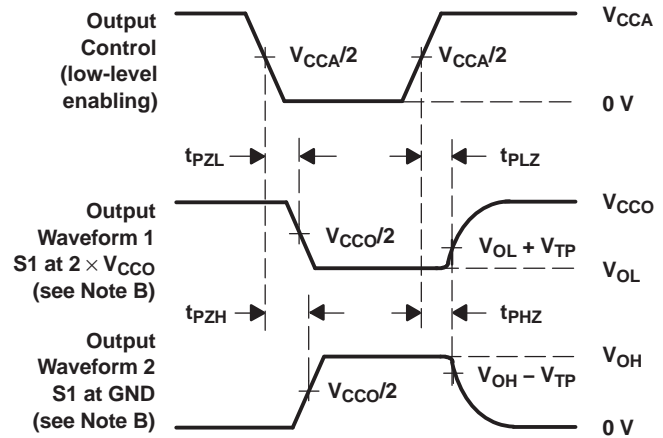 Output
Control
(low-level
enabling)
V_CCA/2
V_CCA/2
V_CCA
0 V
t_PZL
t_PLZ
Output
Waveform 1
S1 at 2 × V_CCO
(see Note B)
V_CCO/2
V_CCO
V_OL + V_TP
V_OL
t_PZH
t_PHZ
Output
Waveform 2
S1 at GND
(see Note B)
V_CCO/2
V_OH
V_OH − V_TP
0 V